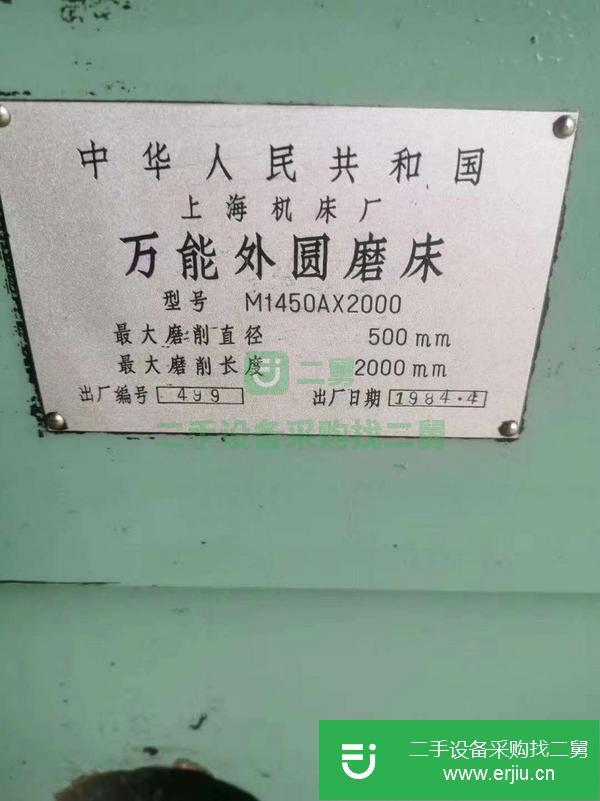 中华人民共和国
上海机床厂
万能外圆磨床
型号 M1450AX2000
最大磨削直径 500mm
最大磨削长度 2000mm
出厂编号 499 出厂日期 1984.4
二舅
二手设备采购找二舅
二手设备采购找二舅
www.erjiu.cn